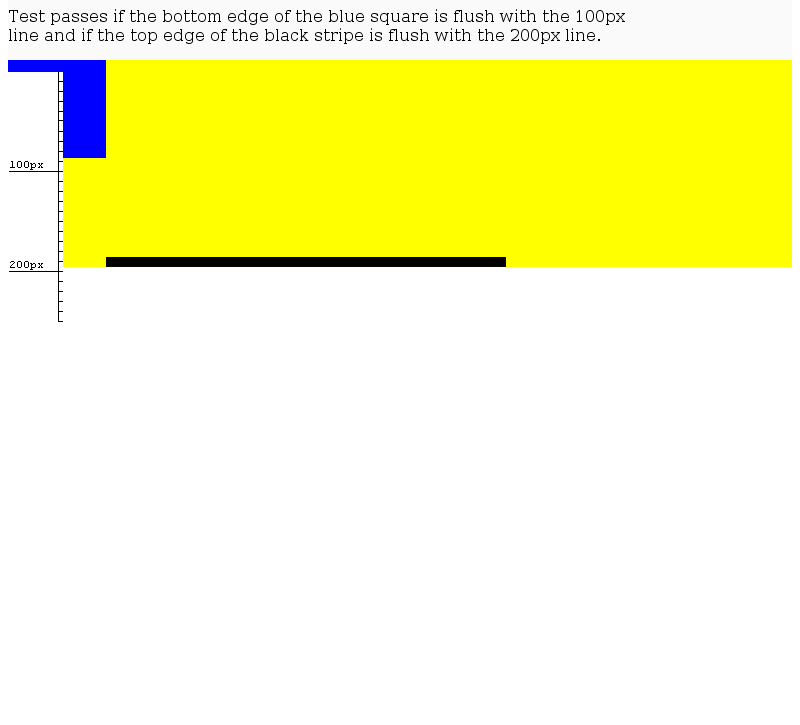 Test passes if the bottom edge of the blue square is flush with the 100px
line and if the top edge of the black stripe is flush with the 200px line.
100px
200px